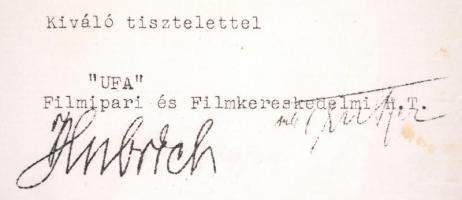 Kiváló tisztelettel
"UFA"
Filmipari és Filmkereskedelmi R.T.
Hubrich